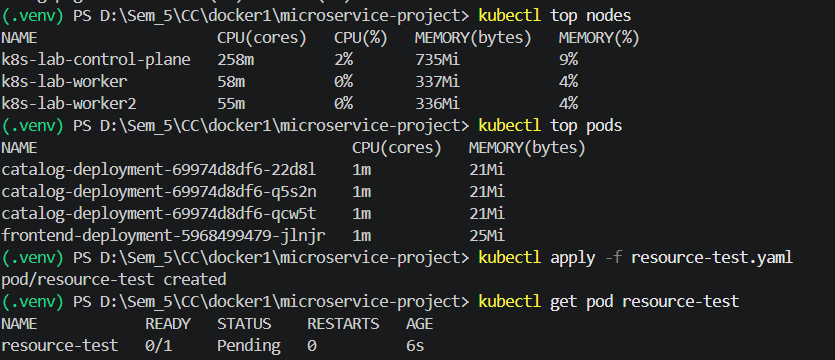 (.venv) PS D:\Sem_5\CC\docker1\microservice-project> kubectl top nodes
NAME CPU(cores) CPU(%) MEMORY(bytes) MEMORY(%)
k8s-lab-control-plane 258m 2% 735Mi 9%
k8s-lab-worker 58m 0% 337Mi 4%
k8s-lab-worker2 55m 0% 336Mi 4%
(.venv) PS D:\Sem_5\CC\docker1\microservice-project> kubectl top pods
NAME CPU(cores) MEMORY(bytes)
catalog-deployment-69974d8df6-22d8l 1m 21Mi
catalog-deployment-69974d8df6-q5s2n 1m 21Mi
catalog-deployment-69974d8df6-qcw5t 1m 21Mi
frontend-deployment-5968499479-jlnjr 1m 25Mi
(.venv) PS D:\Sem_5\CC\docker1\microservice-project> kubectl apply -f resource-test.yaml
pod/resource-test created
(.venv) PS D:\Sem_5\CC\docker1\microservice-project> kubectl get pod resource-test
NAME READY STATUS RESTARTS AGE
resource-test 0/1 Pending 0 6s